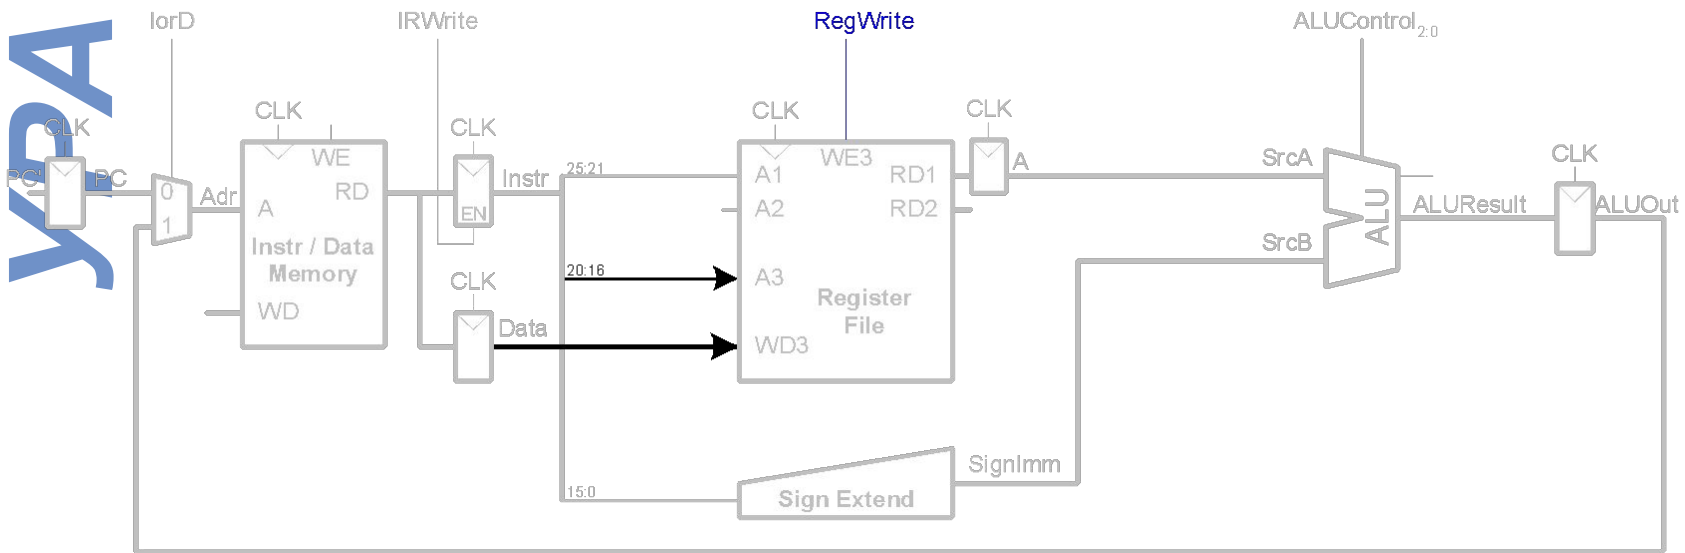 IorD
IRWrite
RegWrite
ALUControl2:0
CLK
CLK
CLK
CLK
CLK
CLK
PC'
PC
0
1
Adr
WE
RD
A
Instr / Data
Memory
WD
EN
Instr
CLK
Data
25:21
20:16
15:0
WE3
A1
RD1
A2
RD2
A3
Register
File
WD3
A
SrcA
SrcB
ALU
ALUResult
ALUOut
SignImm
Sign Extend